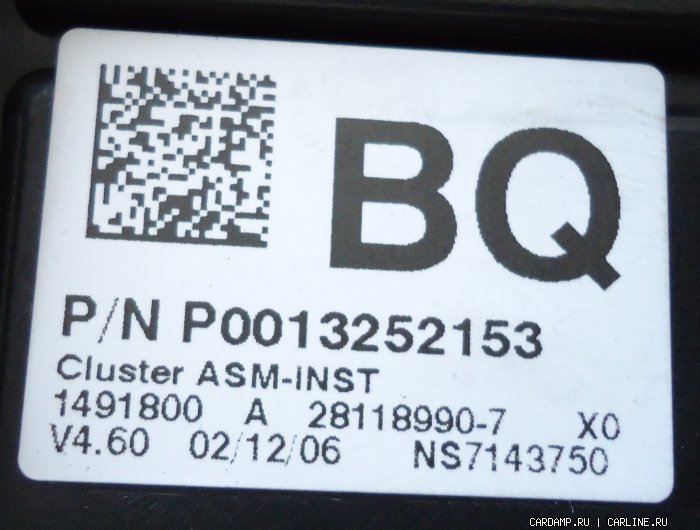 BQ
P/N P0013252153
Cluster ASM-INST
1491800 A 28118990-7 X0
V4.60 02/12/06 NS7143750
CARDAMP.RU | CARLINE.RU